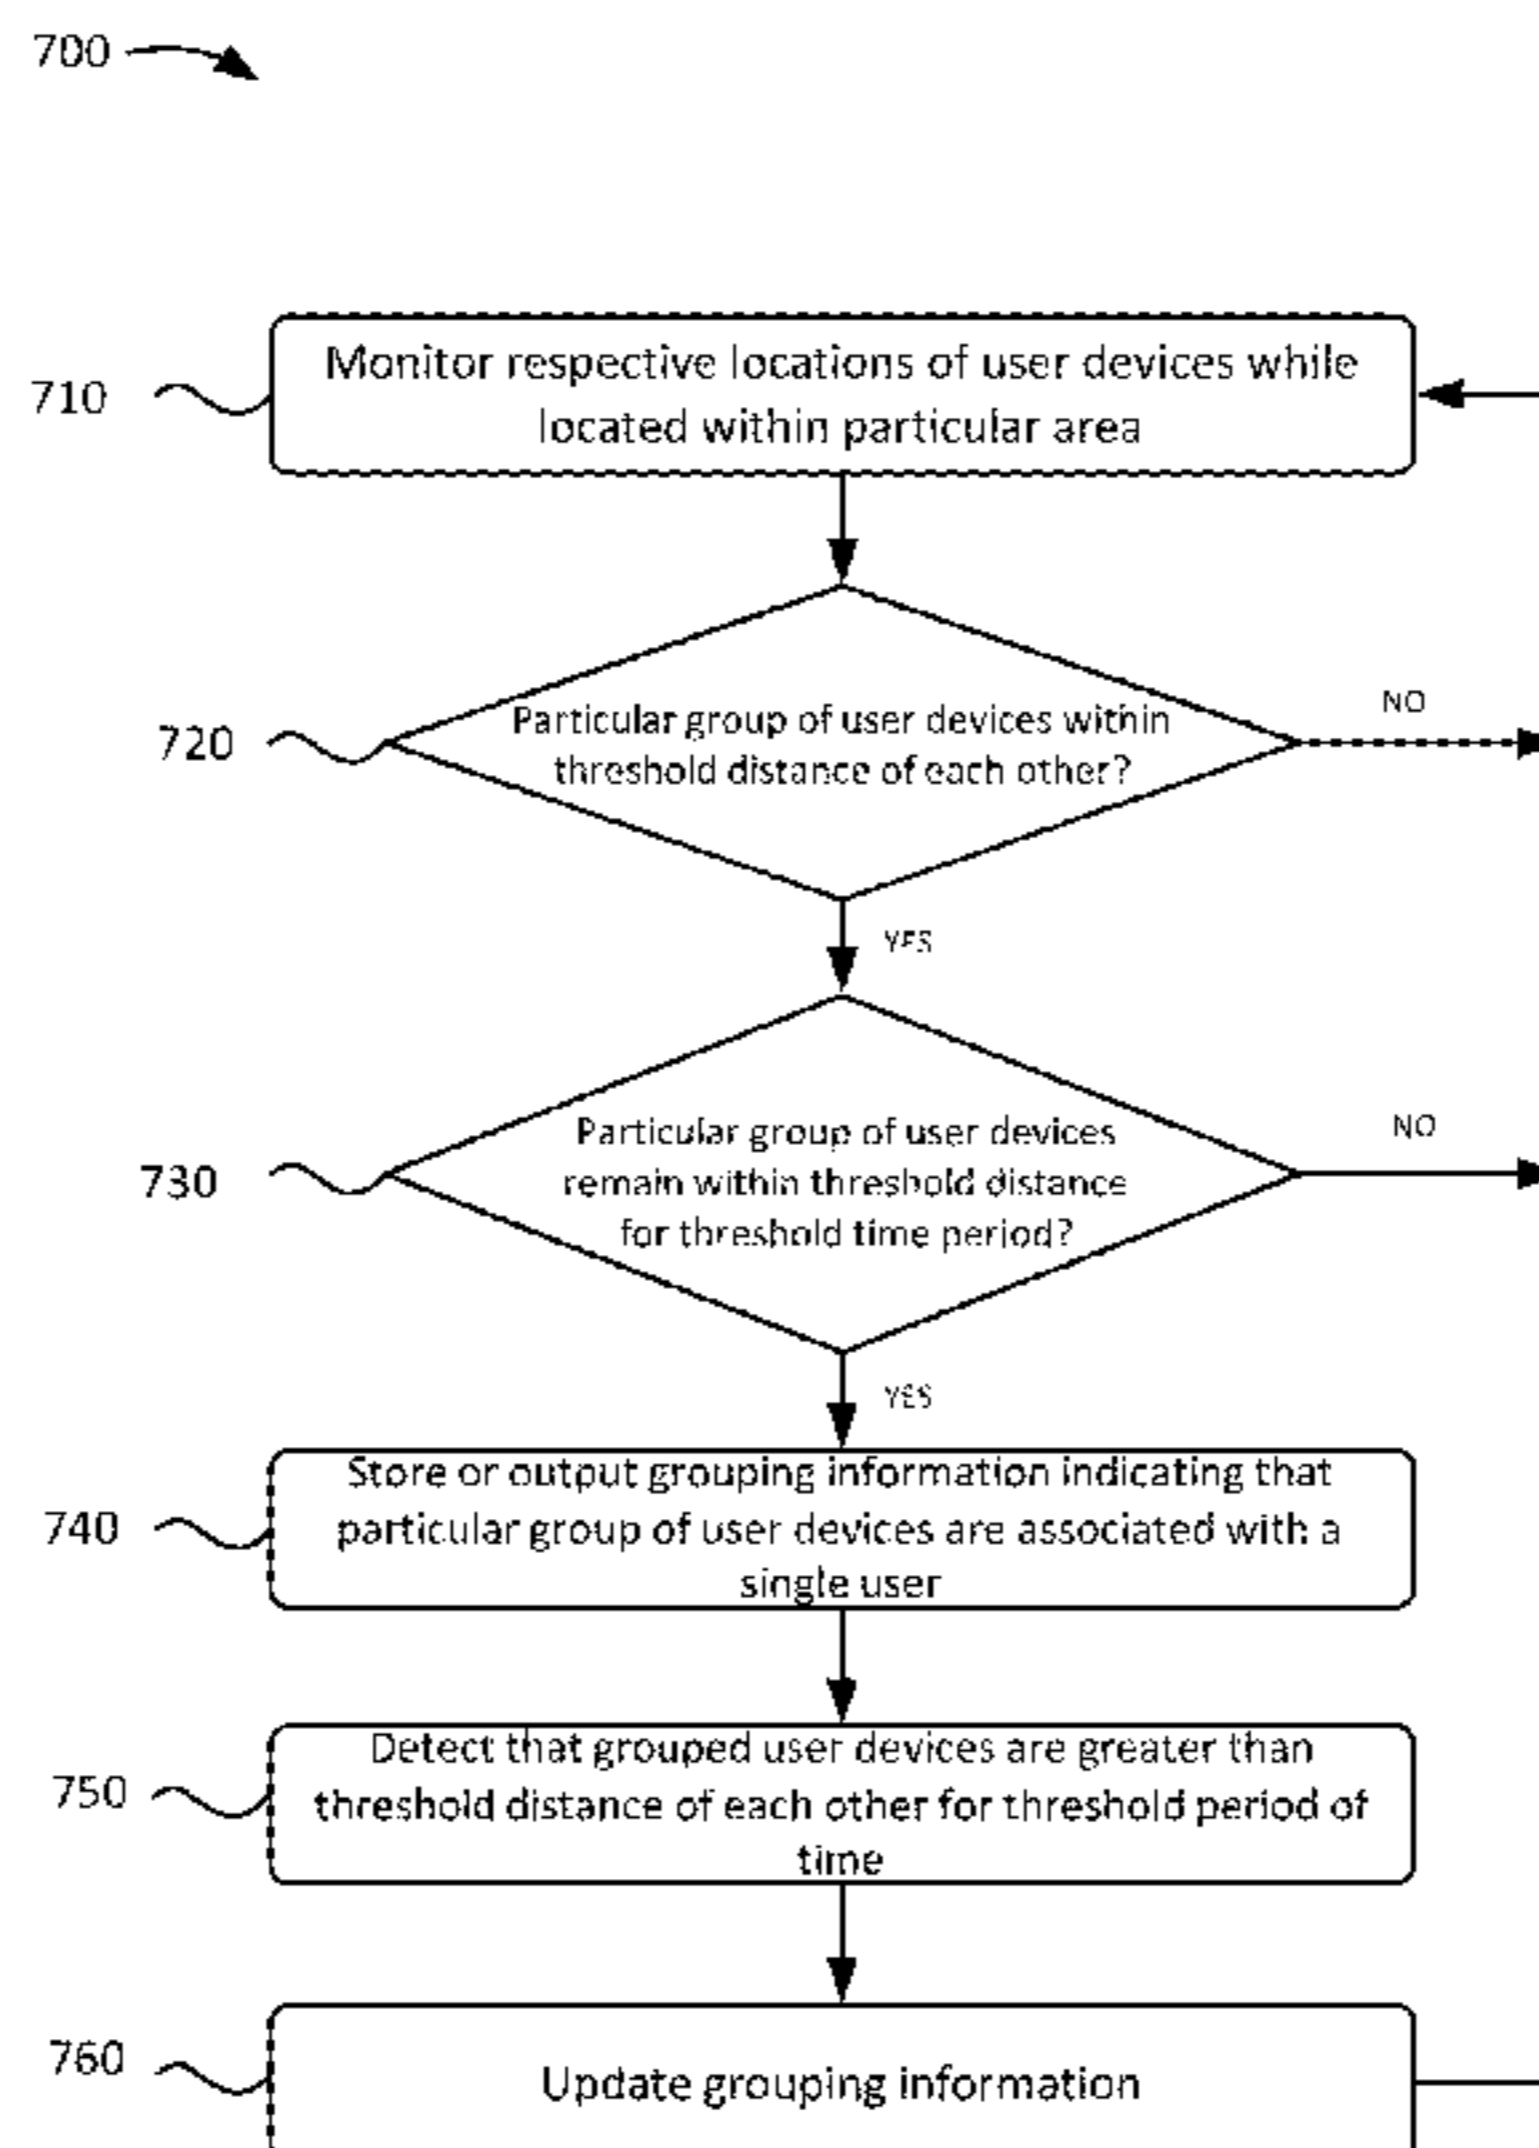 700
710
Monitor respective locations of user devices while
located within particular area
720
Particular group of user devices within
threshold distance of each other?
NO
YES
730
Particular group of user devices
remain within threshold distance
for threshold time period?
NO
YES
740
Store or output grouping information indicating that
particular group of user devices are associated with a
single user
750
Detect that grouped user devices are greater than
threshold distance of each other for threshold period of
time
760
Update grouping information